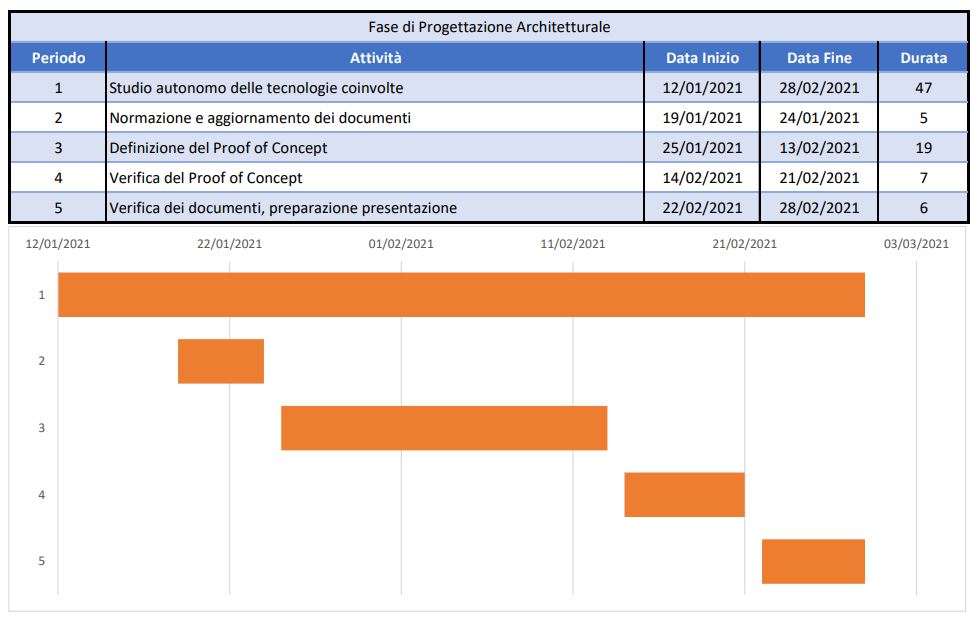 Fase di Progettazione Architetturale
Periodo Attività Data Inizio Data Fine Durata
1 Studio autonomo delle tecnologie coinvolte 12/01/2021 28/02/2021 47
2 Normazione e aggiornamento dei documenti 19/01/2021 24/01/2021 5
3 Definizione del Proof of Concept 25/01/2021 13/02/2021 19
4 Verifica del Proof of Concept 14/02/2021 21/02/2021 7
5 Verifica dei documenti, preparazione presentazione 22/02/2021 28/02/2021 6
12/01/2021 22/01/2021 01/02/2021 11/02/2021 21/02/2021 03/03/2021
1
2
3
4
5